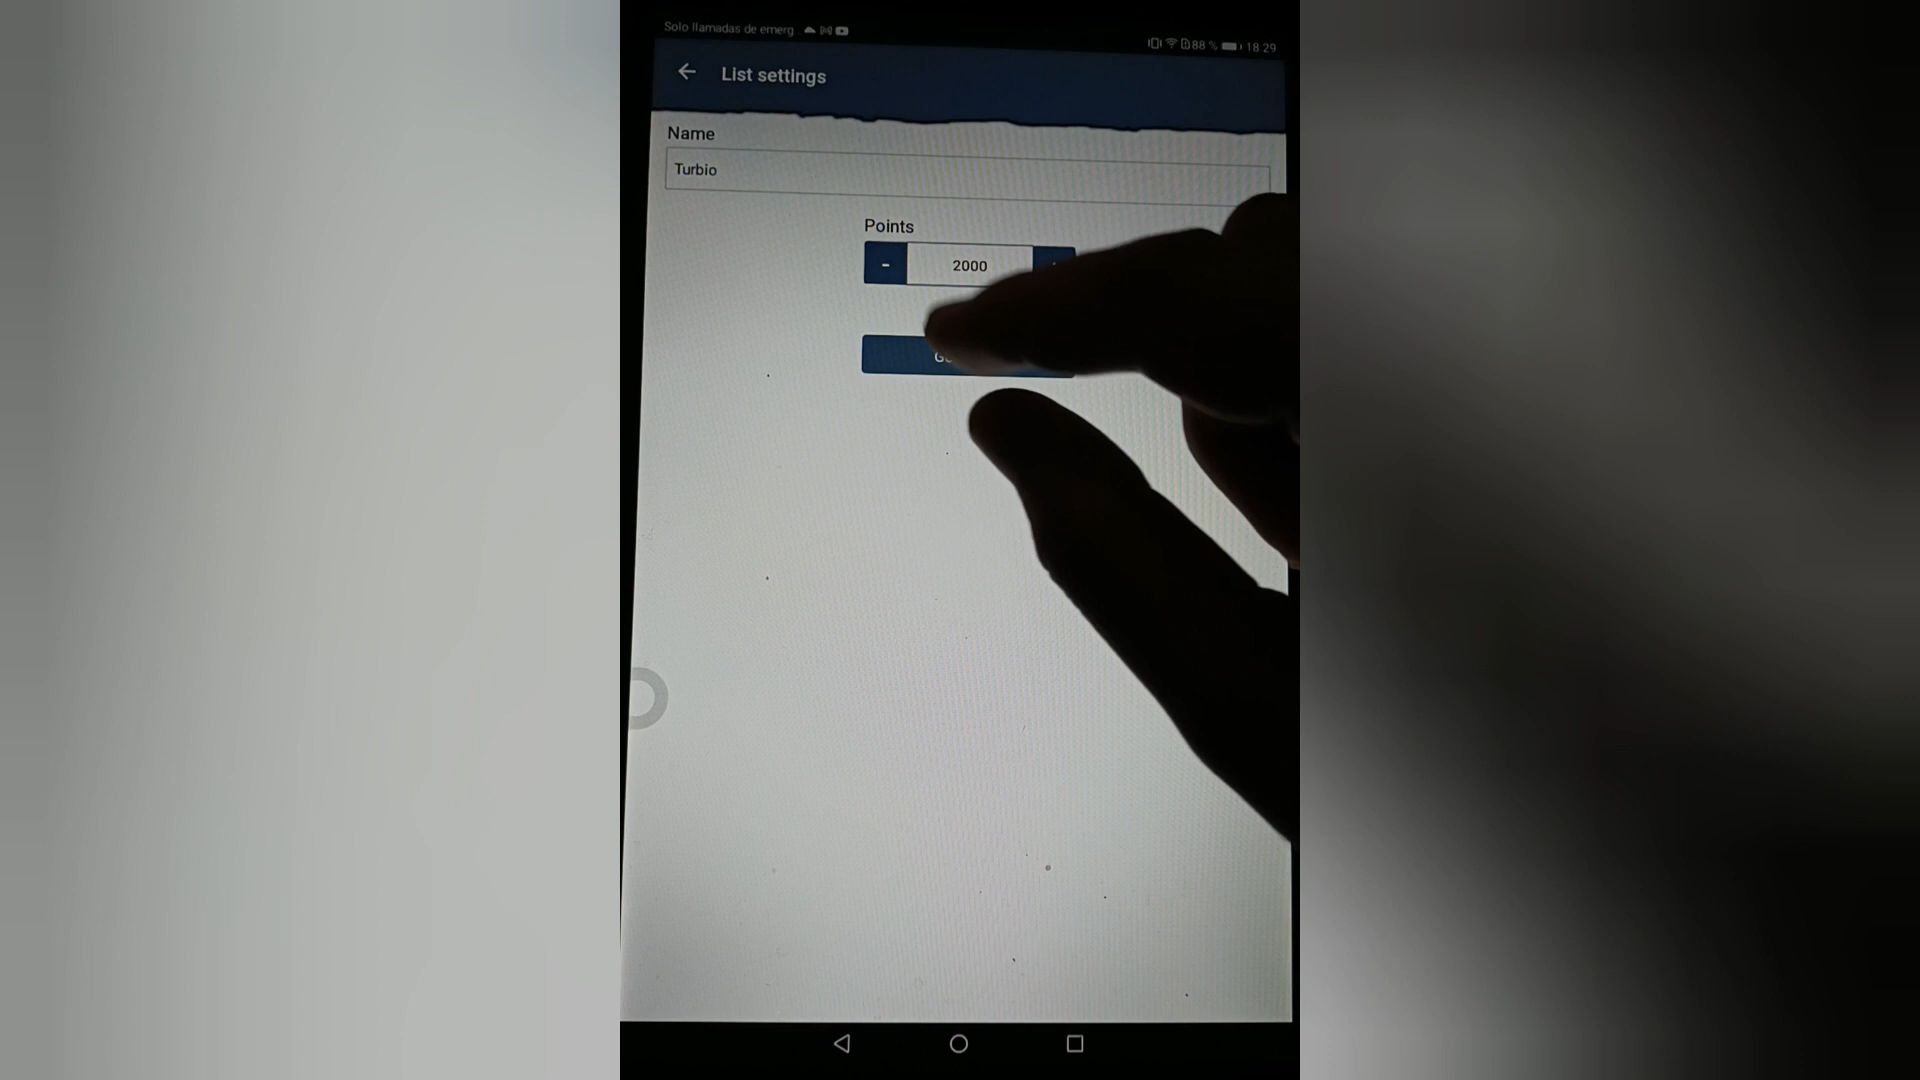 Solo llamadas de emerg
88 % 18:29
List settings
Name
Turbio
Points
- 2000